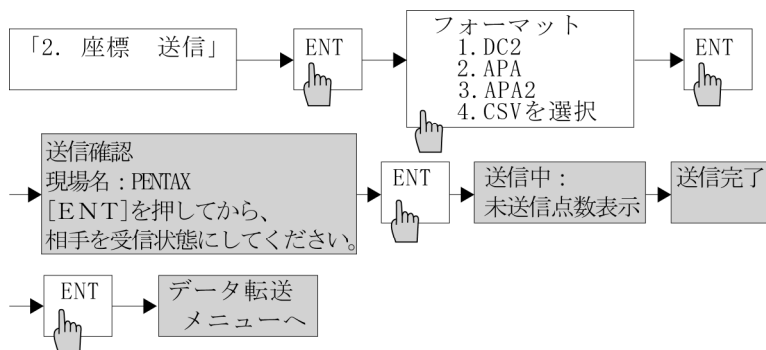 「2. 座標　送信」
ENT
フォーマット
1. DC2
2. APA
3. APA2
4. CSVを選択
ENT
送信確認
現場名：PENTAX
[ＥＮＴ]を押してから、
相手を受信状態にしてください。
ENT
送信中：
未送信点数表示
送信完了
ENT
データ転送
メニューへ